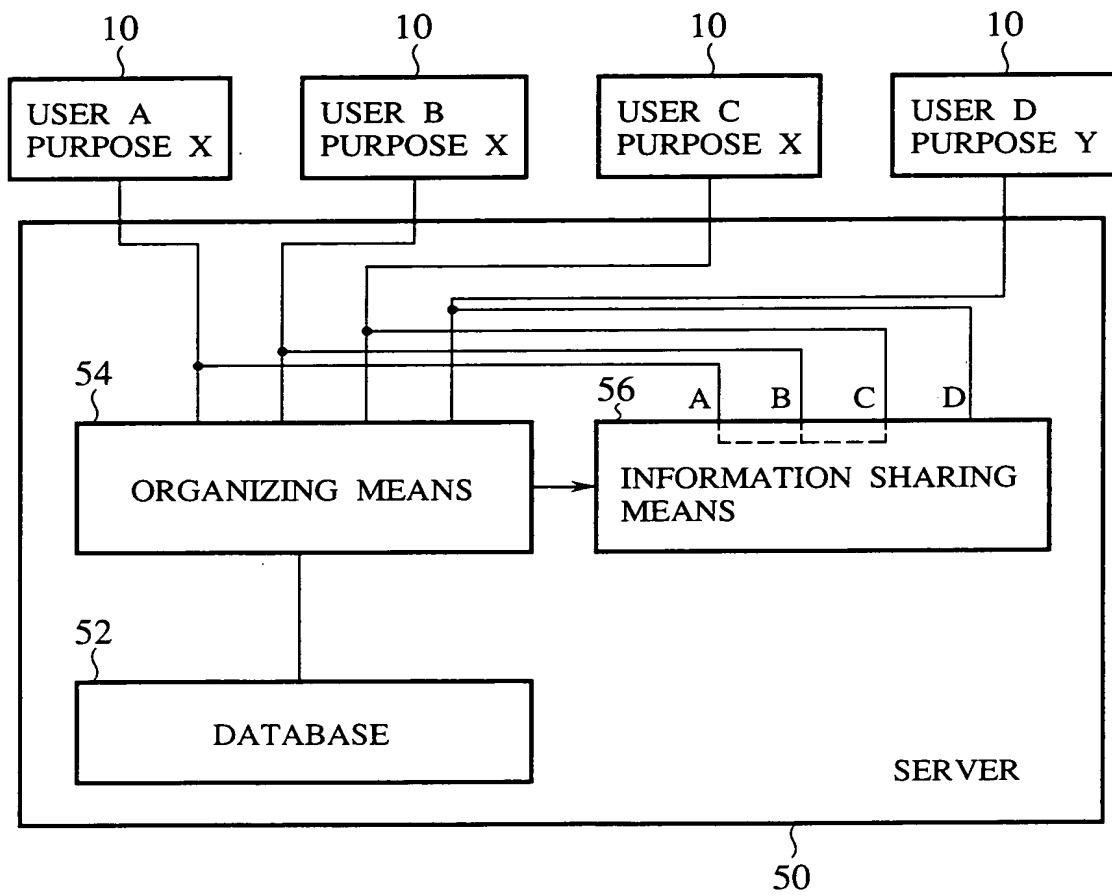 10
10
10
10
USER A
PURPOSE X
USER B
PURPOSE X
USER C
PURPOSE X
USER D
PURPOSE Y
54
56
A
B
C
D
ORGANIZING MEANS
INFORMATION SHARING
MEANS
52
DATABASE
SERVER
50